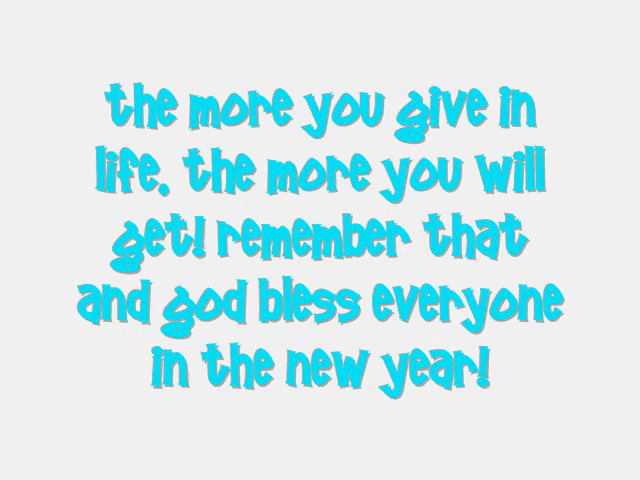 the more you give in
life, the more you will
get! remember that
and god bless everyone
in the new year!